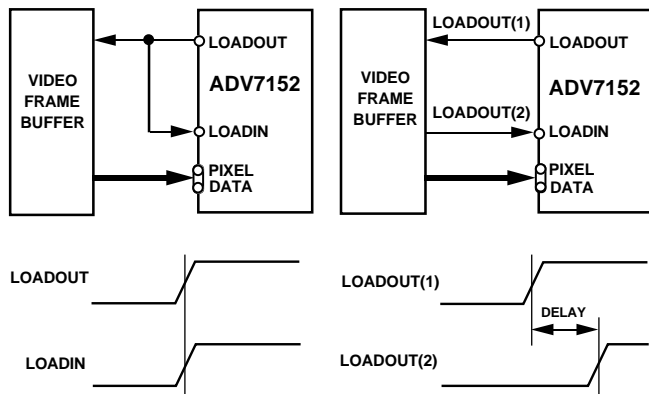 LOADOUT
ADV7152
VIDEO
FRAME
BUFFER
LOADIN
PIXEL
DATA
LOADOUT(1)
LOADOUT
ADV7152
VIDEO
FRAME
BUFFER
LOADOUT(2)
LOADIN
PIXEL
DATA
LOADOUT
LOADIN
LOADOUT(1)
DELAY
LOADOUT(2)